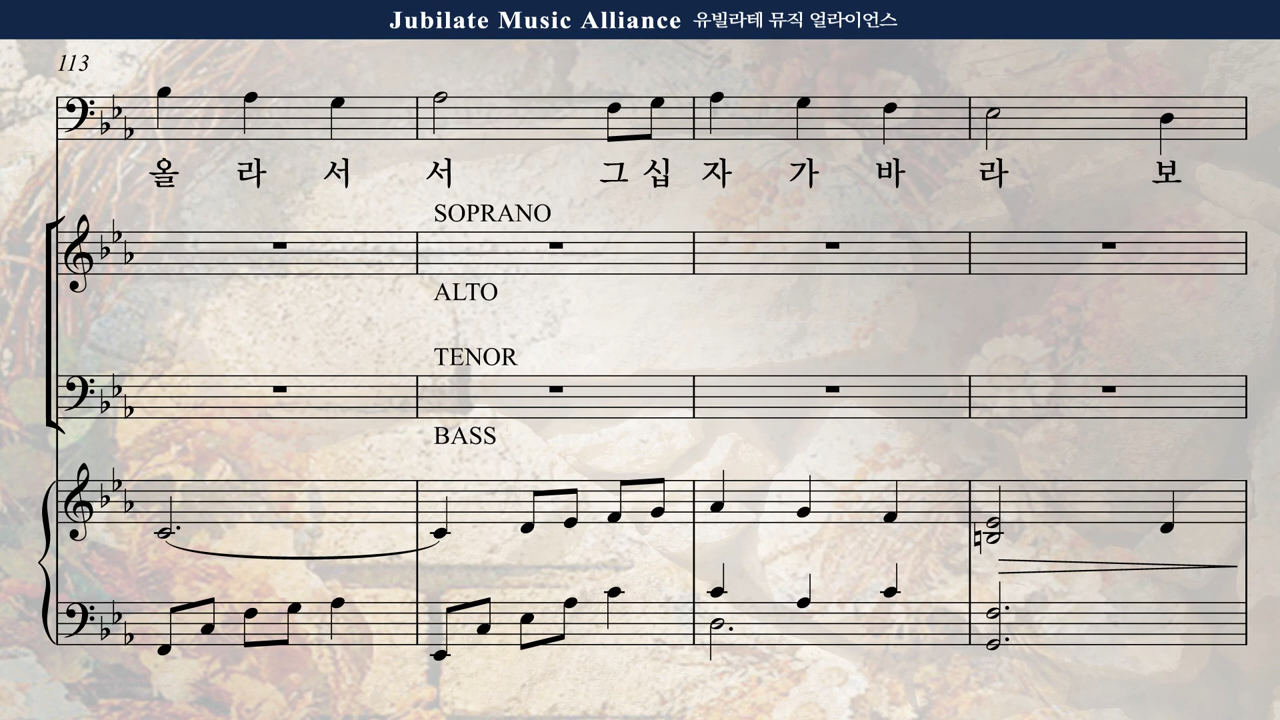 Jubilate Music Alliance 유빌라테 뮤직 얼라이언스
113
올 라 서 서 그 십 자 가 바 라 보
SOPRANO
ALTO
TENOR
BASS